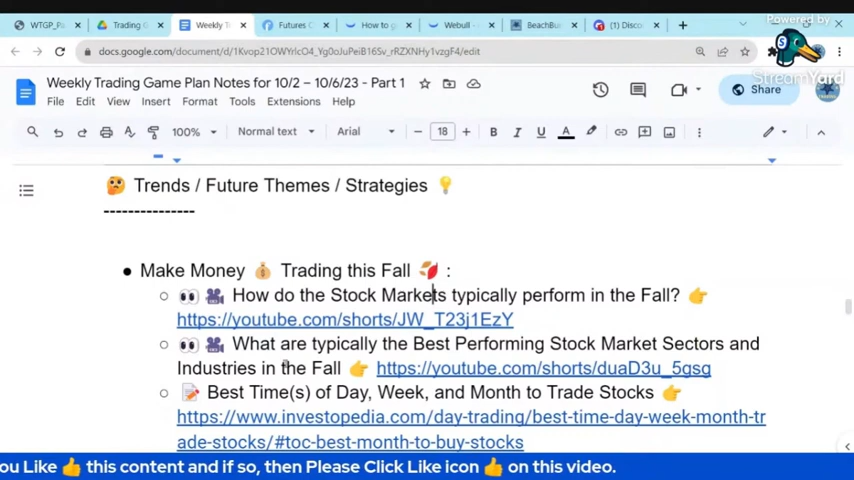 WTGP_Pa
Trading G
Weekly T
Futures C
How to g
Webull -
BeachBu
(1) Disco
Powered by
StreamYard
docs.google.com/document/d/1Kvop21OWYrlcO4_Yg0oJuPeiB16Sv_rRZXNHy1vzgF4/edit
Weekly Trading Game Plan Notes for 10/2 – 10/6/23 - Part 1
File Edit View Insert Format Tools Extensions Help
Share
100% Normal text Arial 18 B I U A
🤔 Trends / Future Themes / Strategies 💡
---------------
● Make Money 💰 Trading this Fall 🍂 :
○ 👀 🎥 How do the Stock Markets typically perform in the Fall? 👉
https://youtube.com/shorts/JW_T23j1EzY
○ 👀 🎥 What are typically the Best Performing Stock Market Sectors and
Industries in the Fall 👉 https://youtube.com/shorts/duaD3u_5gsg
○ 📝 Best Time(s) of Day, Week, and Month to Trade Stocks 👉
https://www.investopedia.com/day-trading/best-time-day-week-month-tr
ade-stocks/#toc-best-month-to-buy-stocks
ou Like 👍 this content and if so, then Please Click Like icon 👍 on this video.